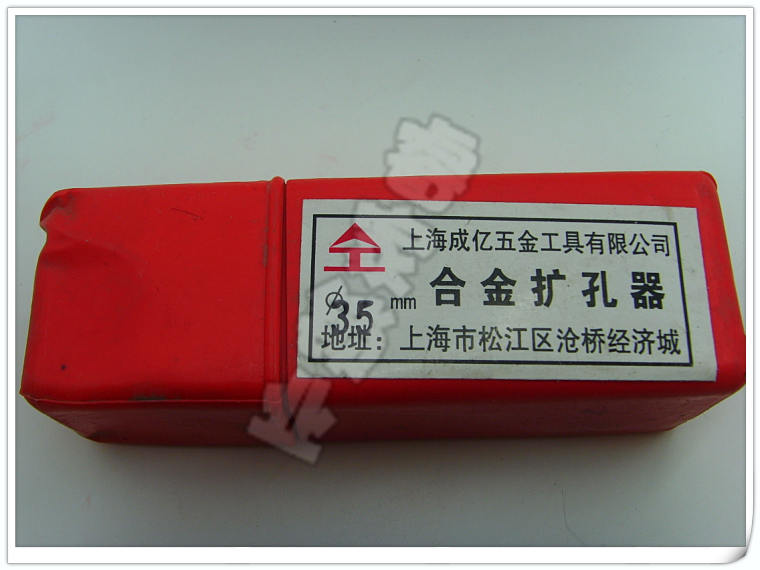 上海成亿五金工具有限公司
ø35 mm 合金扩孔器
地址：上海市松江区沧桥经济城